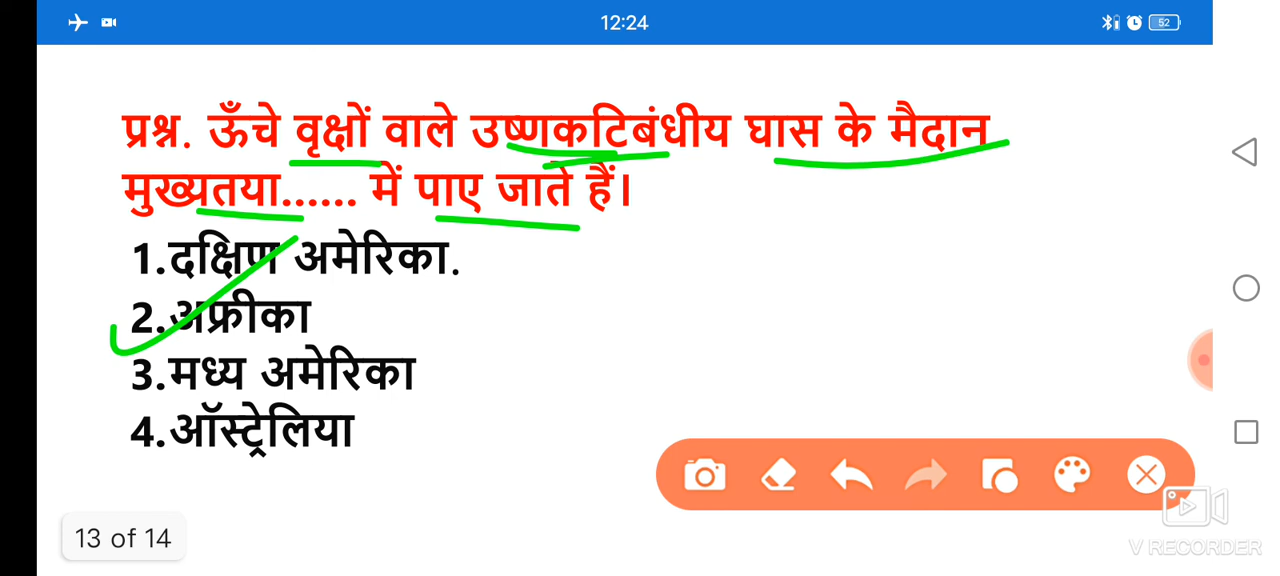 12:24
52
प्रश्न. ऊँचे वृक्षों वाले उष्णकटिबंधीय घास के मैदान
मुख्यतया...... में पाए जाते हैं।
1.दक्षिण अमेरिका.
2.अफ्रीका
3.मध्य अमेरिका
4.ऑस्ट्रेलिया
13 of 14
V RECORDER